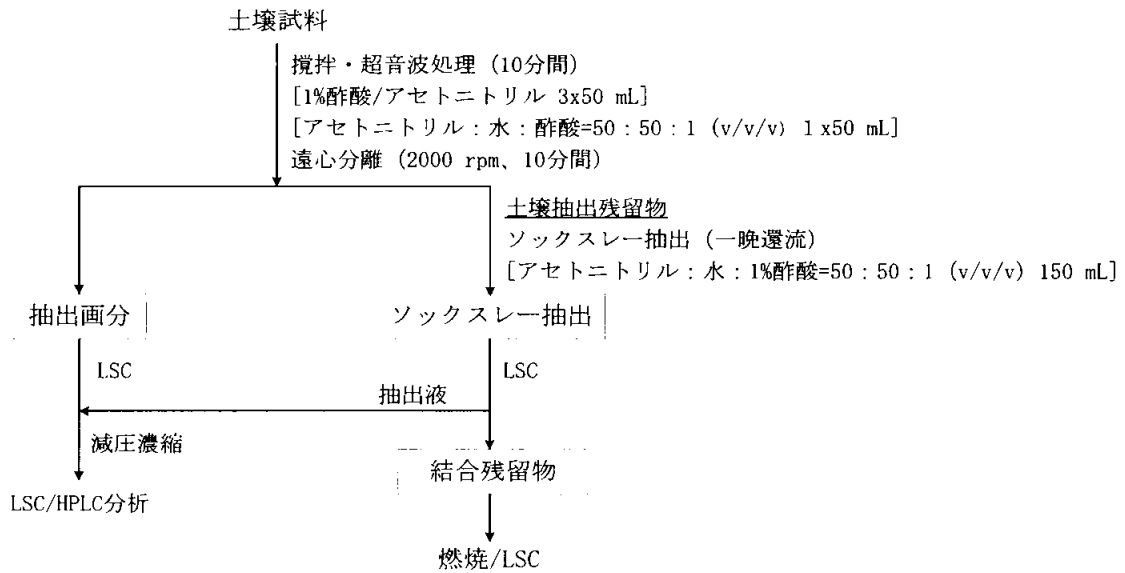 土壌試料
撹拌・超音波処理 (10分間)
[1%酢酸/アセトニトリル 3x50 mL]
[アセトニトリル：水：酢酸=50：50：1 (v/v/v) 1x50 mL]
遠心分離 (2000 rpm、10分間)
土壌抽出残留物
ソックスレー抽出 (一晩還流)
[アセトニトリル：水：1%酢酸=50：50：1 (v/v/v) 150 mL]
抽出画分
ソックスレー抽出
LSC
LSC
抽出液
減圧濃縮
結合残留物
LSC/HPLC分析
燃焼/LSC